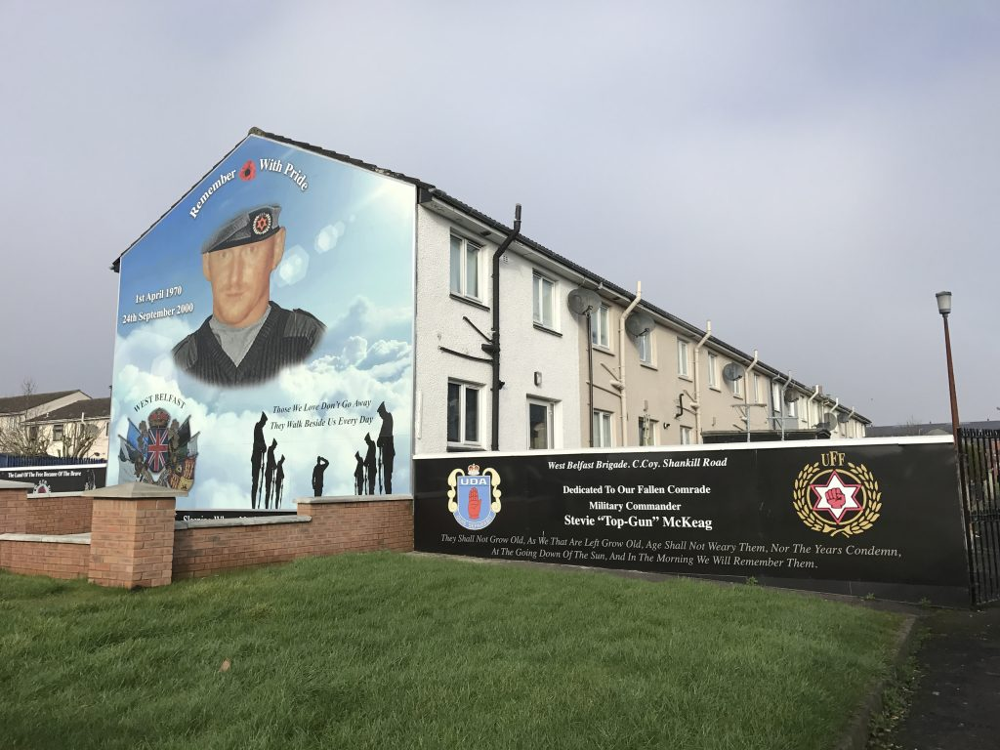 Remember With Pride
1st April 1970
24th September 2000
WEST BELFAST
Those We Love Don't Go Away
They Walk Beside Us Every Day
The Land Of The Free Because Of The Brave
UDA
West Belfast Brigade. C.Coy. Shankill Road
Dedicated To Our Fallen Comrade
Military Commander
Stevie “Top-Gun” McKeag
They Shall Not Grow Old, As We That Are Left Grow Old, Age Shall Not Weary Them, Nor The Years Condemn,
At The Going Down Of The Sun, And In The Morning We Will Remember Them.
UFF